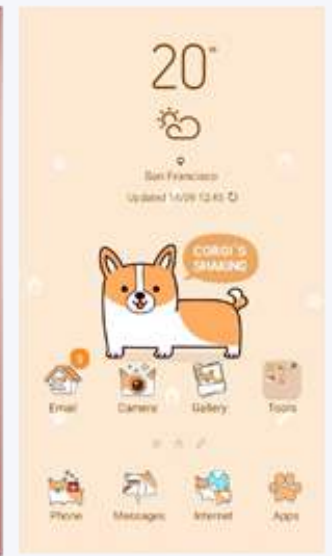 20°
San Francisco
Updated 14/09 12:45
CORGI'S
SHAKING
Email Camera Gallery Tools
Phone Messages Internet Apps